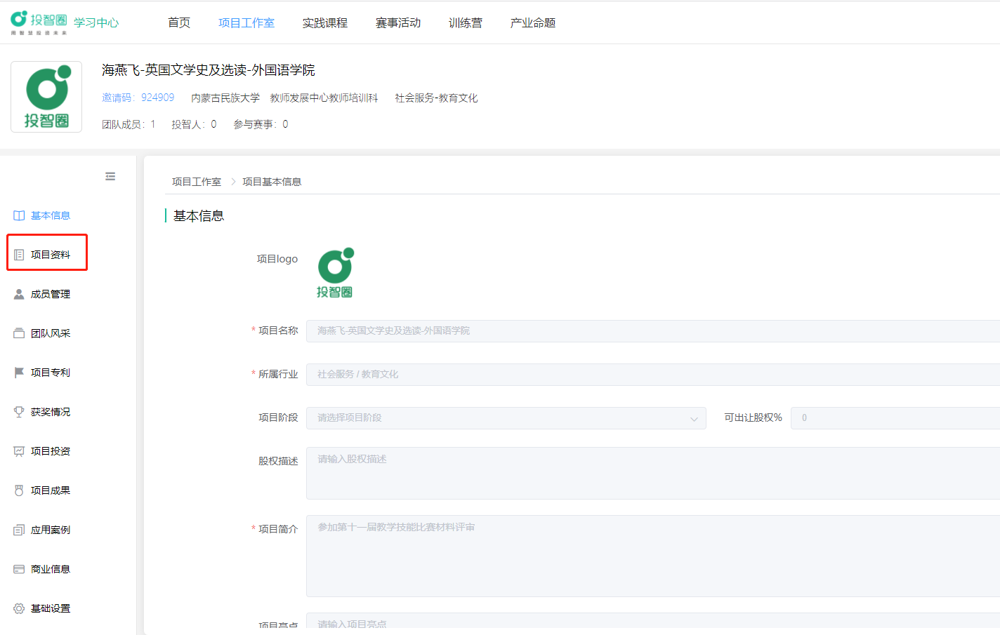 投智圈 学习中心 首页 项目工作室 实践课程 赛事活动 训练营 产业命题
用智慧投资未来
投智圈
海燕飞-英国文学史及选读-外国语学院
邀请码：924909 内蒙古民族大学 教师发展中心教师培训科 社会服务-教育文化
团队成员：1 投智人：0 参与赛事：0
基本信息
项目资料
成员管理
团队风采
项目专利
获奖情况
项目投资
项目成果
应用案例
商业信息
基础设置
项目工作室 项目基本信息
基本信息
项目logo
投智圈
* 项目名称 海燕飞-英国文学史及选读-外国语学院
* 所属行业 社会服务 / 教育文化
项目阶段 请选择项目阶段 可出让股权% 0
股权描述 请输入股权描述
* 项目简介 参加第十一届教学技能比赛材料评审
项目亮点 请输入项目亮点